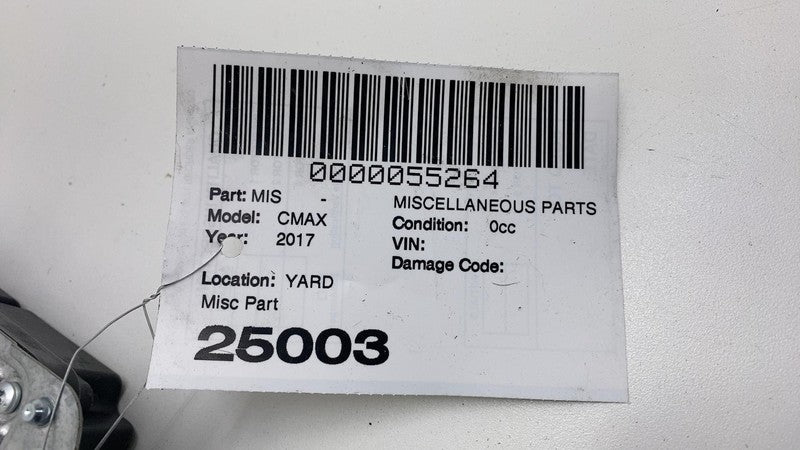 0000055264
Part: MIS - MISCELLANEOUS PARTS
Model: CMAX Condition: 0cc
Year: 2017 VIN:
Damage Code:
Location: YARD
Misc Part
25003